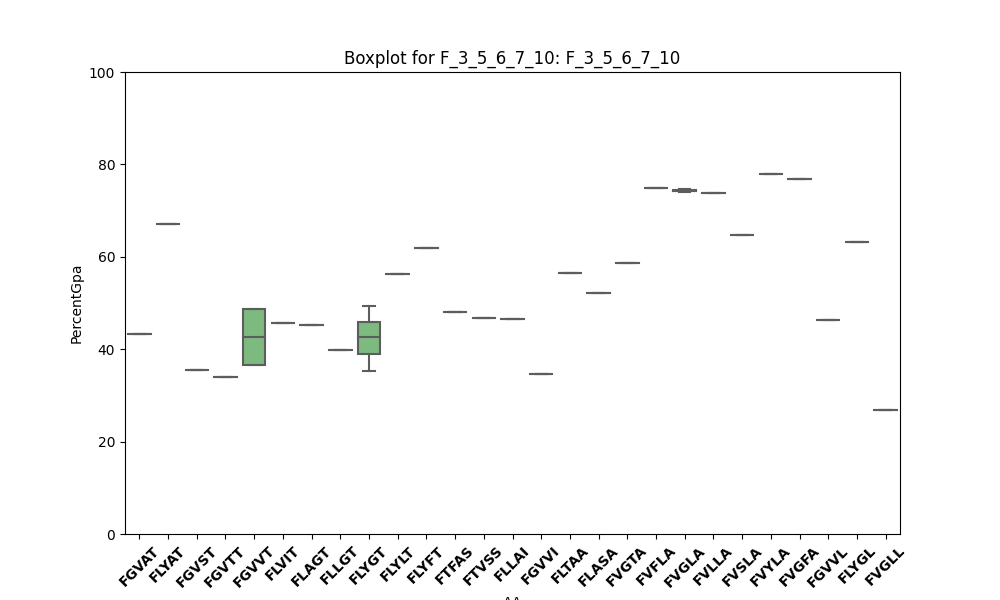 Boxplot for F_3_5_6_7_10: F_3_5_6_7_10
100
80
60
40
20
0
PercentGpa
FGVAT FLYAT FGVST FGVTT FGVVT FLVIT FLAGT FLLGT FLYGT FLYLT FLYFT FTFAS FTVSS FLLAI FGVVI FLTAA FLASA FVGTA FVFLA FVGLA FVLLA FVSLA FVYLA FVGFA FGVVL FLYGL FVGLL